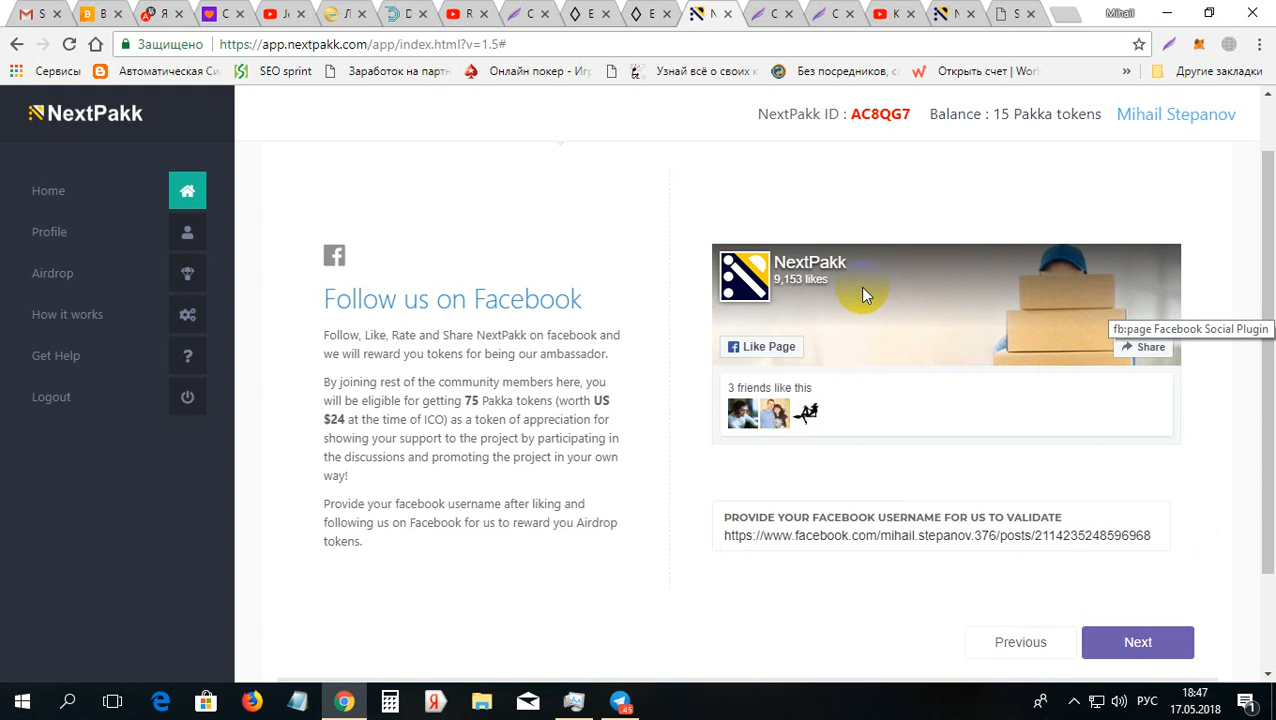 S
B
Я
C
Jo
Л
D
R
C
E
E
N
C
C
K
N
S
Mihail
Защищено
https://app.nextpakk.com/app/index.html?v=1.5#
Сервисы
Автоматическая Си
SEO sprint
Заработок на партн
Онлайн покер - Игр
Узнай всё о своих к
Без посредников, с
Открыть счет | Worl
»
Другие закладки
NextPakk
NextPakk ID : AC8QG7
Balance : 15 Pakka tokens
Mihail Stepanov
Home
Profile
Airdrop
How it works
Get Help
Logout
Follow us on Facebook
Follow, Like, Rate and Share NextPakk on facebook and
we will reward you tokens for being our ambassador.
By joining rest of the community members here, you
will be eligible for getting 75 Pakka tokens (worth US
$24 at the time of ICO) as a token of appreciation for
showing your support to the project by participating in
the discussions and promoting the project in your own
way!
Provide your facebook username after liking and
following us on Facebook for us to reward you Airdrop
tokens.
NextPakk
9,153 likes
fb:page Facebook Social Plugin
Like Page
Share
3 friends like this
PROVIDE YOUR FACEBOOK USERNAME FOR US TO VALIDATE
https://www.facebook.com/mihail.stepanov.376/posts/2114235248596968
Previous
Next
45
РУС
18:47
17.05.2018
1